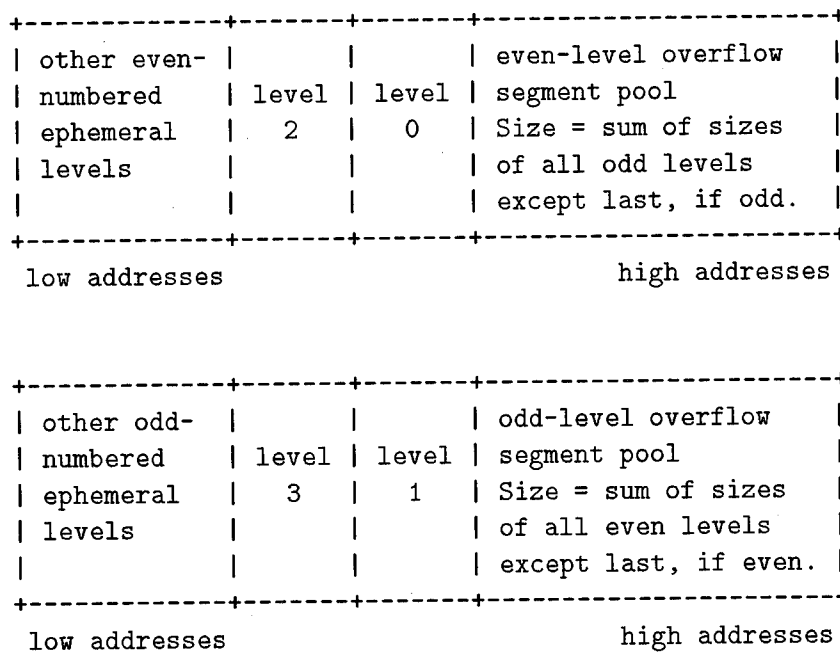 +----------------+--------+--------+-------------------------+
| other even-    |        |        | even-level overflow     |
| numbered       | level  | level  | segment pool            |
| ephemeral      |   2    |   0    | Size = sum of sizes     |
| levels         |        |        | of all odd levels       |
|                |        |        | except last, if odd.    |
+----------------+--------+--------+-------------------------+
low addresses high addresses
+----------------+--------+--------+-------------------------+
| other odd-     |        |        | odd-level overflow      |
| numbered       | level  | level  | segment pool            |
| ephemeral      |   3    |   1    | Size = sum of sizes     |
| levels         |        |        | of all even levels      |
|                |        |        | except last, if even.   |
+----------------+--------+--------+-------------------------+
low addresses high addresses